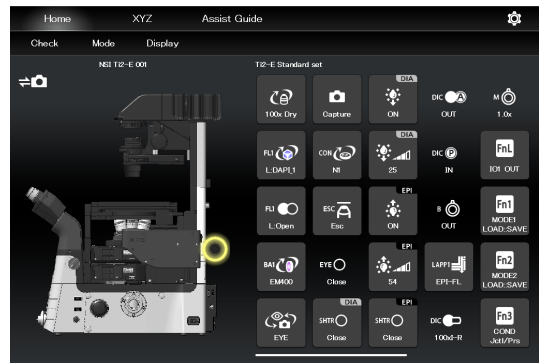 Home XYZ Assist Guide
Check Mode Display
NSI Ti2-E 001
Ti2-E Standard set
100x Dry
Capture
DIA
ON
DIC
OUT
M
1.0x
FL1
L:DAPI_1
CON
N1
DIA
25
DIC P
IN
FnL
IO1 OUT
FL1
L:Open
ESC
Esc
EPI
ON
B
OUT
Fn1
MODE1
LOAD:SAVE
BA1
EM400
EYE
Close
EPI
54
LAPP1
EPI-FL
Fn2
MODE2
LOAD:SAVE
EYE
DIA
SHTR
Close
EPI
SHTR
Close
DIC
100xI-R
Fn3
COND
Jctl/Prs